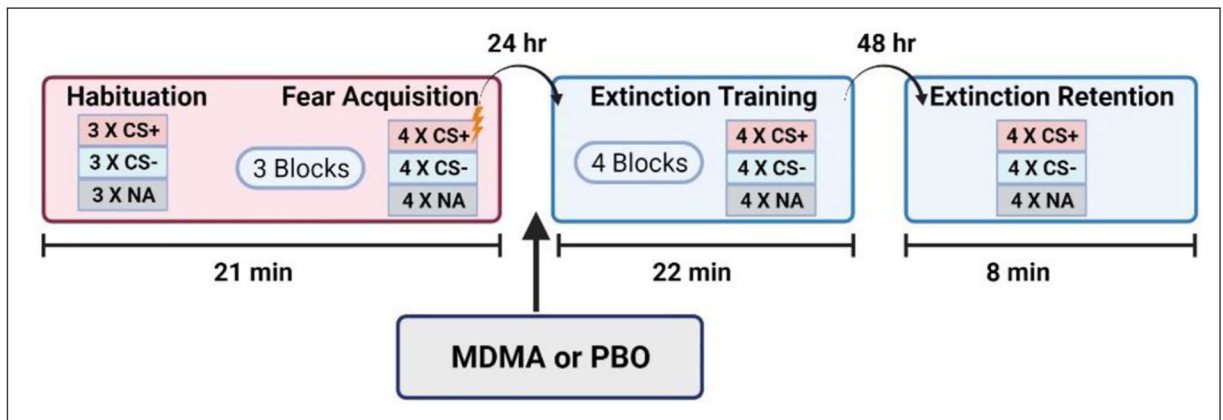 24 hr
48 hr
Habituation
3 X CS+
3 X CS-
3 X NA
Fear Acquisition
3 Blocks
4 X CS+
4 X CS-
4 X NA
Extinction Training
4 Blocks
4 X CS+
4 X CS-
4 X NA
Extinction Retention
4 X CS+
4 X CS-
4 X NA
21 min
22 min
8 min
MDMA or PBO